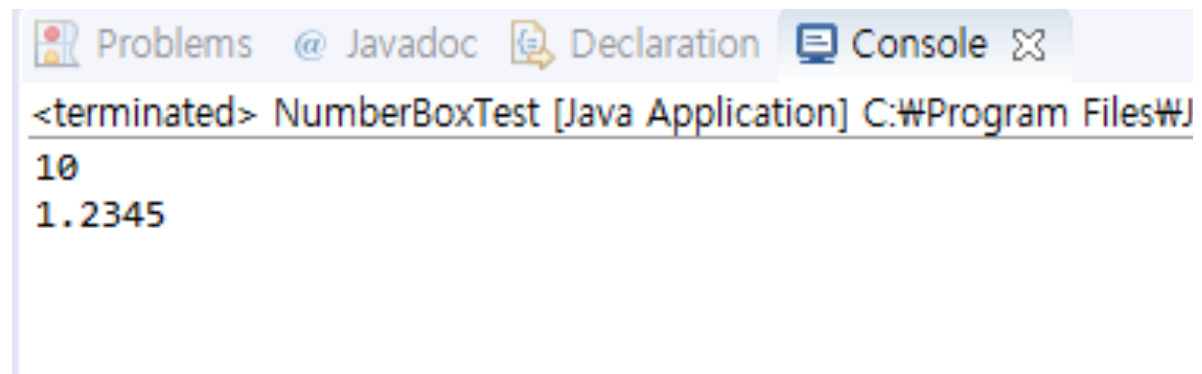 Problems @ Javadoc Declaration Console
<terminated> NumberBoxTest [Java Application] C:₩Program Files₩J
10
1.2345